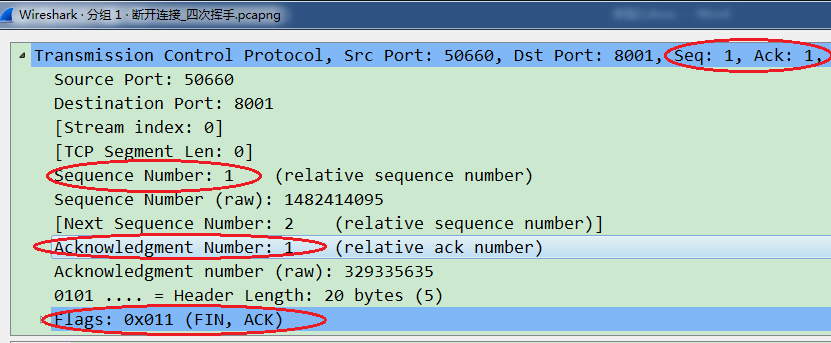 Wireshark · 分组 1 · 断开连接_四次挥手.pcapng
Transmission Control Protocol, Src Port: 50660, Dst Port: 8001, Seq: 1, Ack: 1,
Source Port: 50660
Destination Port: 8001
[Stream index: 0]
[TCP Segment Len: 0]
Sequence Number: 1    (relative sequence number)
Sequence Number (raw): 1482414095
[Next Sequence Number: 2    (relative sequence number)]
Acknowledgment Number: 1    (relative ack number)
Acknowledgment number (raw): 329335635
0101 .... = Header Length: 20 bytes (5)
Flags: 0x011 (FIN, ACK)